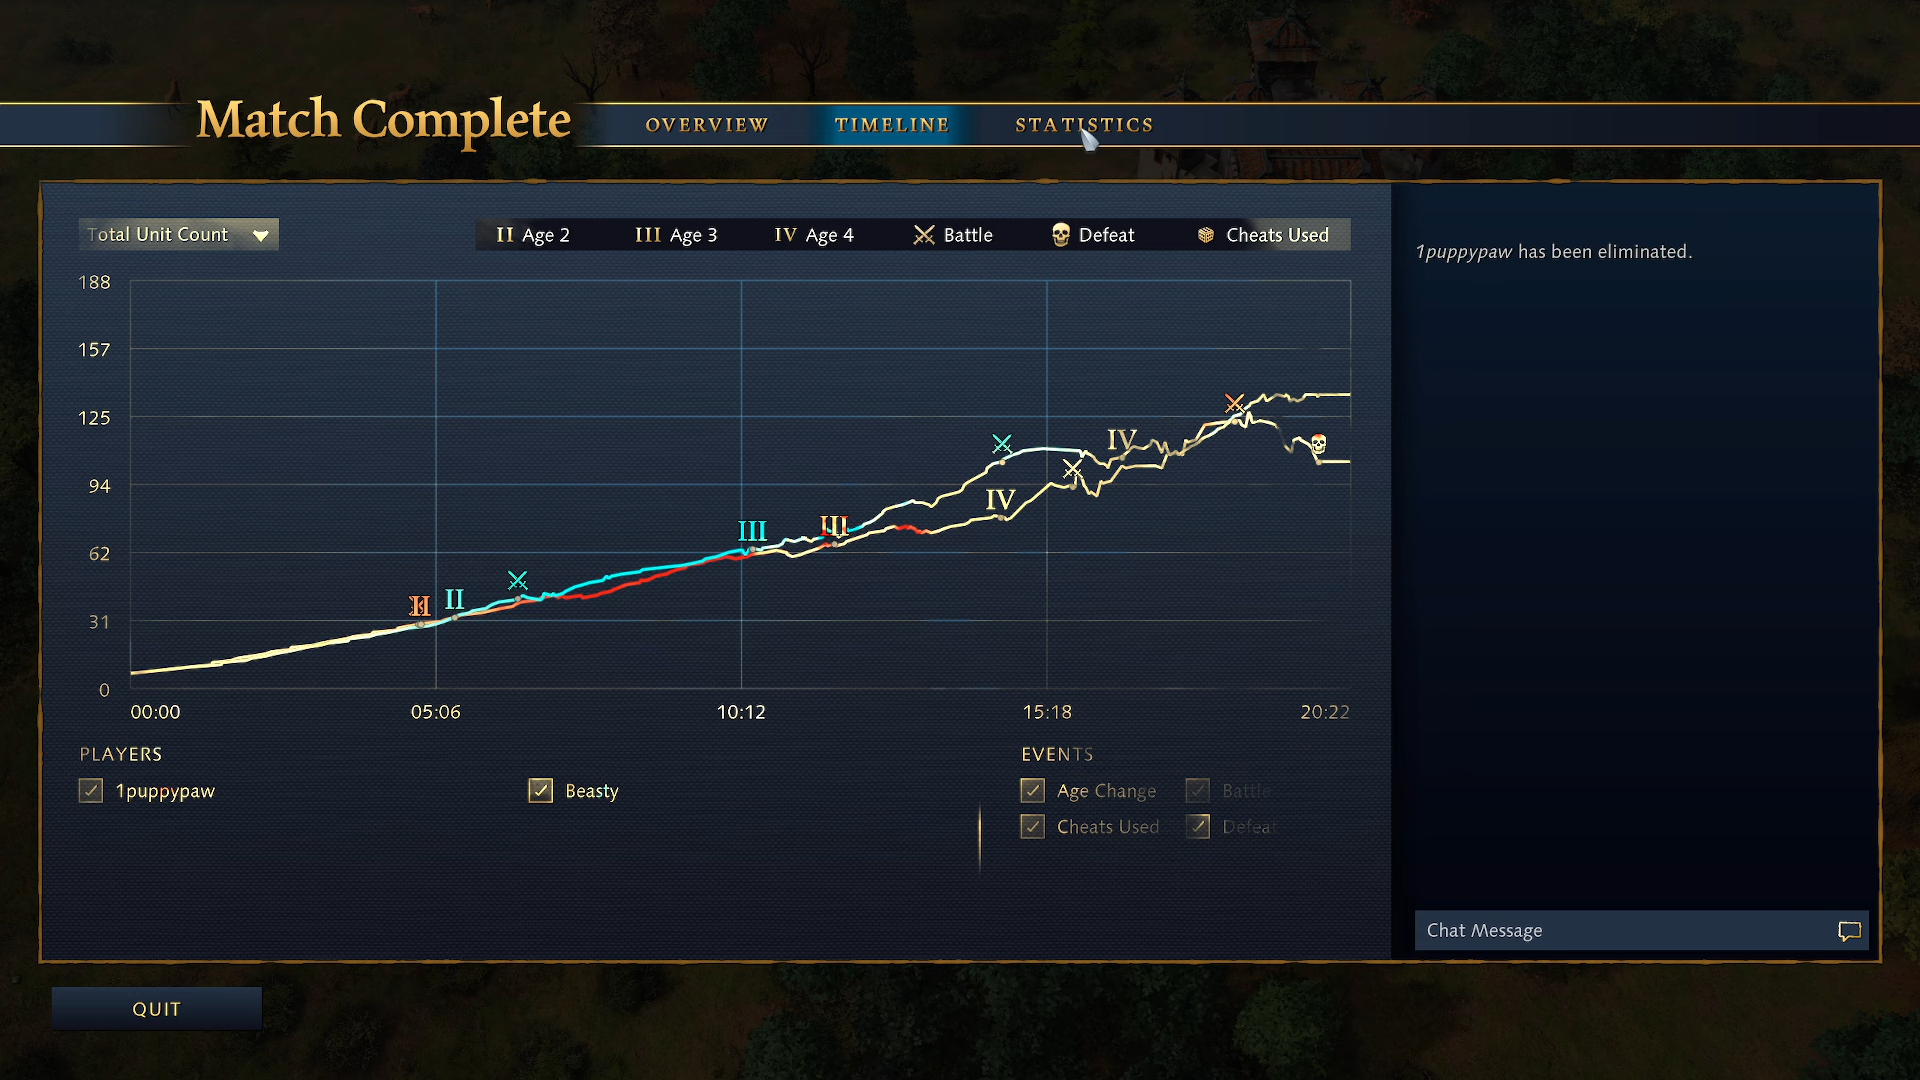 Match Complete
OVERVIEW
TIMELINE
STATISTICS
Total Unit Count
II Age 2
III Age 3
IV Age 4
Battle
Defeat
Cheats Used
1puppypaw has been eliminated.
188
157
125
94
62
31
0
II
II
III
III
IV
IV
00:00
05:06
10:12
15:18
20:22
PLAYERS
1puppypaw
Beasty
EVENTS
Age Change
Battle
Cheats Used
Defeat
Chat Message
QUIT